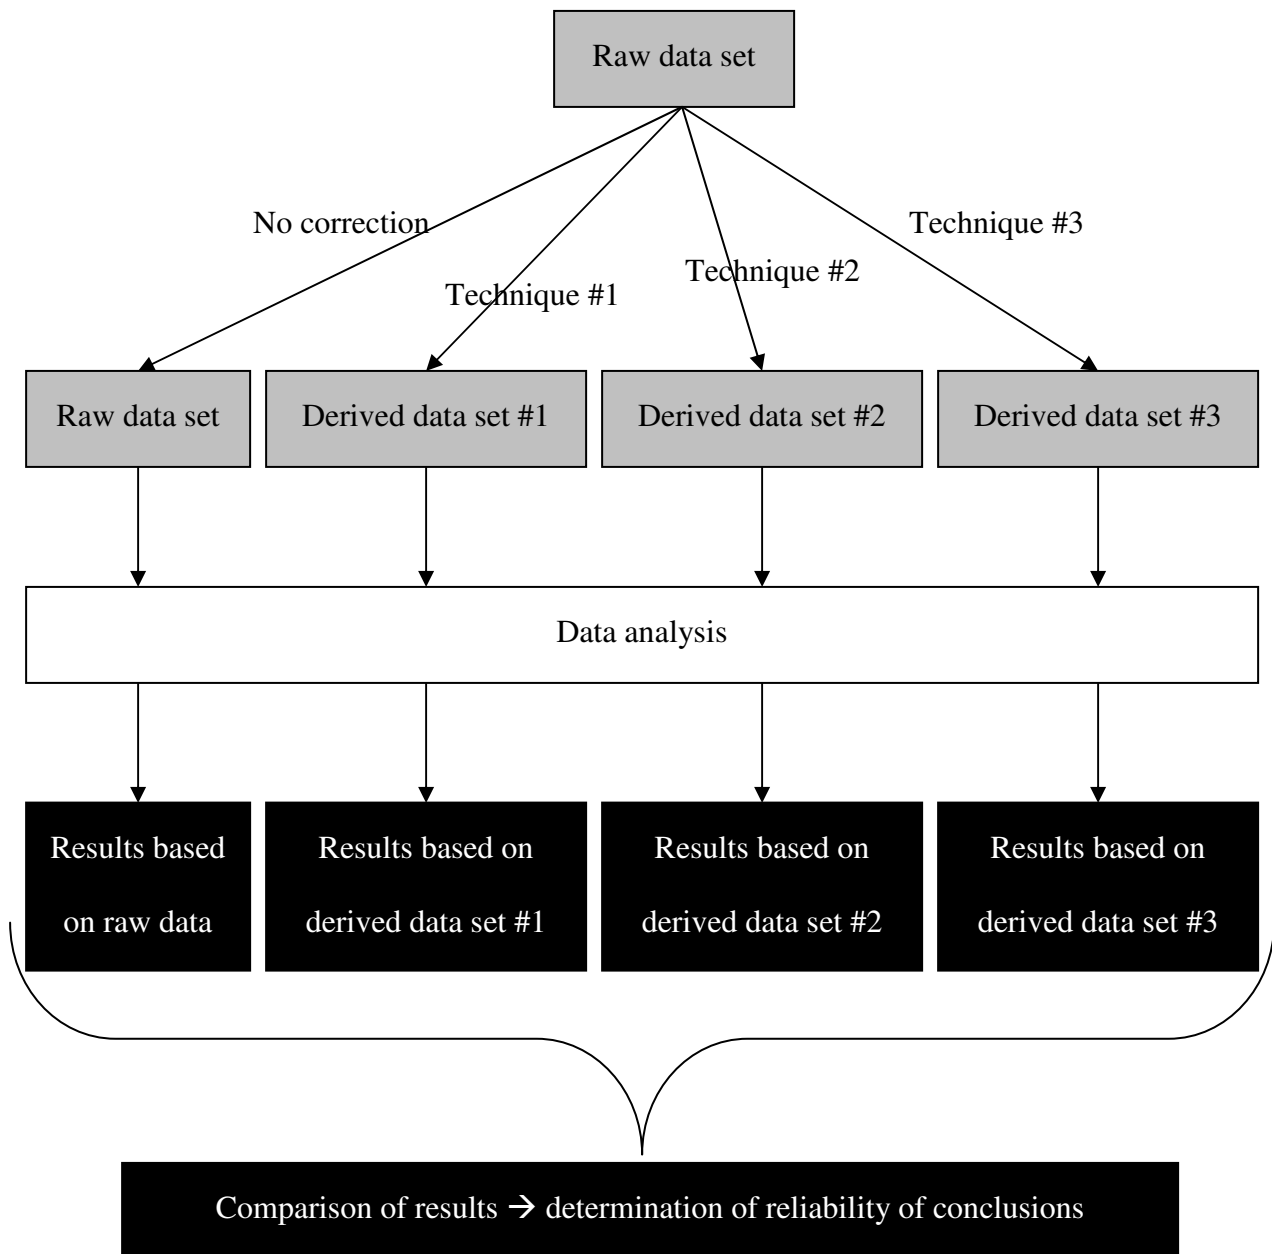 Raw data set
No correction
Technique #3
Technique #2
Technique #1
Raw data set
Derived data set #1
Derived data set #2
Derived data set #3
Data analysis
Results based
on raw data
Results based on
derived data set #1
Results based on
derived data set #2
Results based on
derived data set #3
Comparison of results → determination of reliability of conclusions